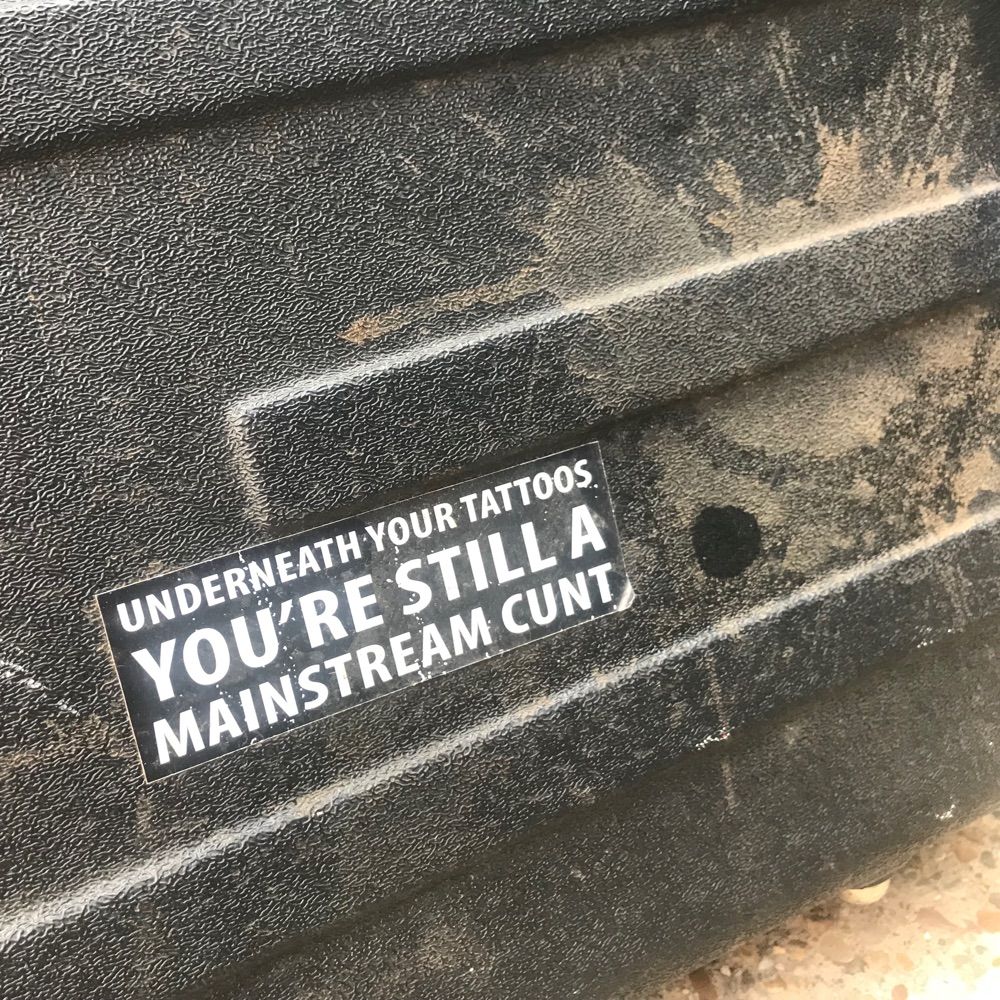 UNDERNEATH YOUR TATTOOS
YOU'RE STILL A
MAINSTREAM CUNT